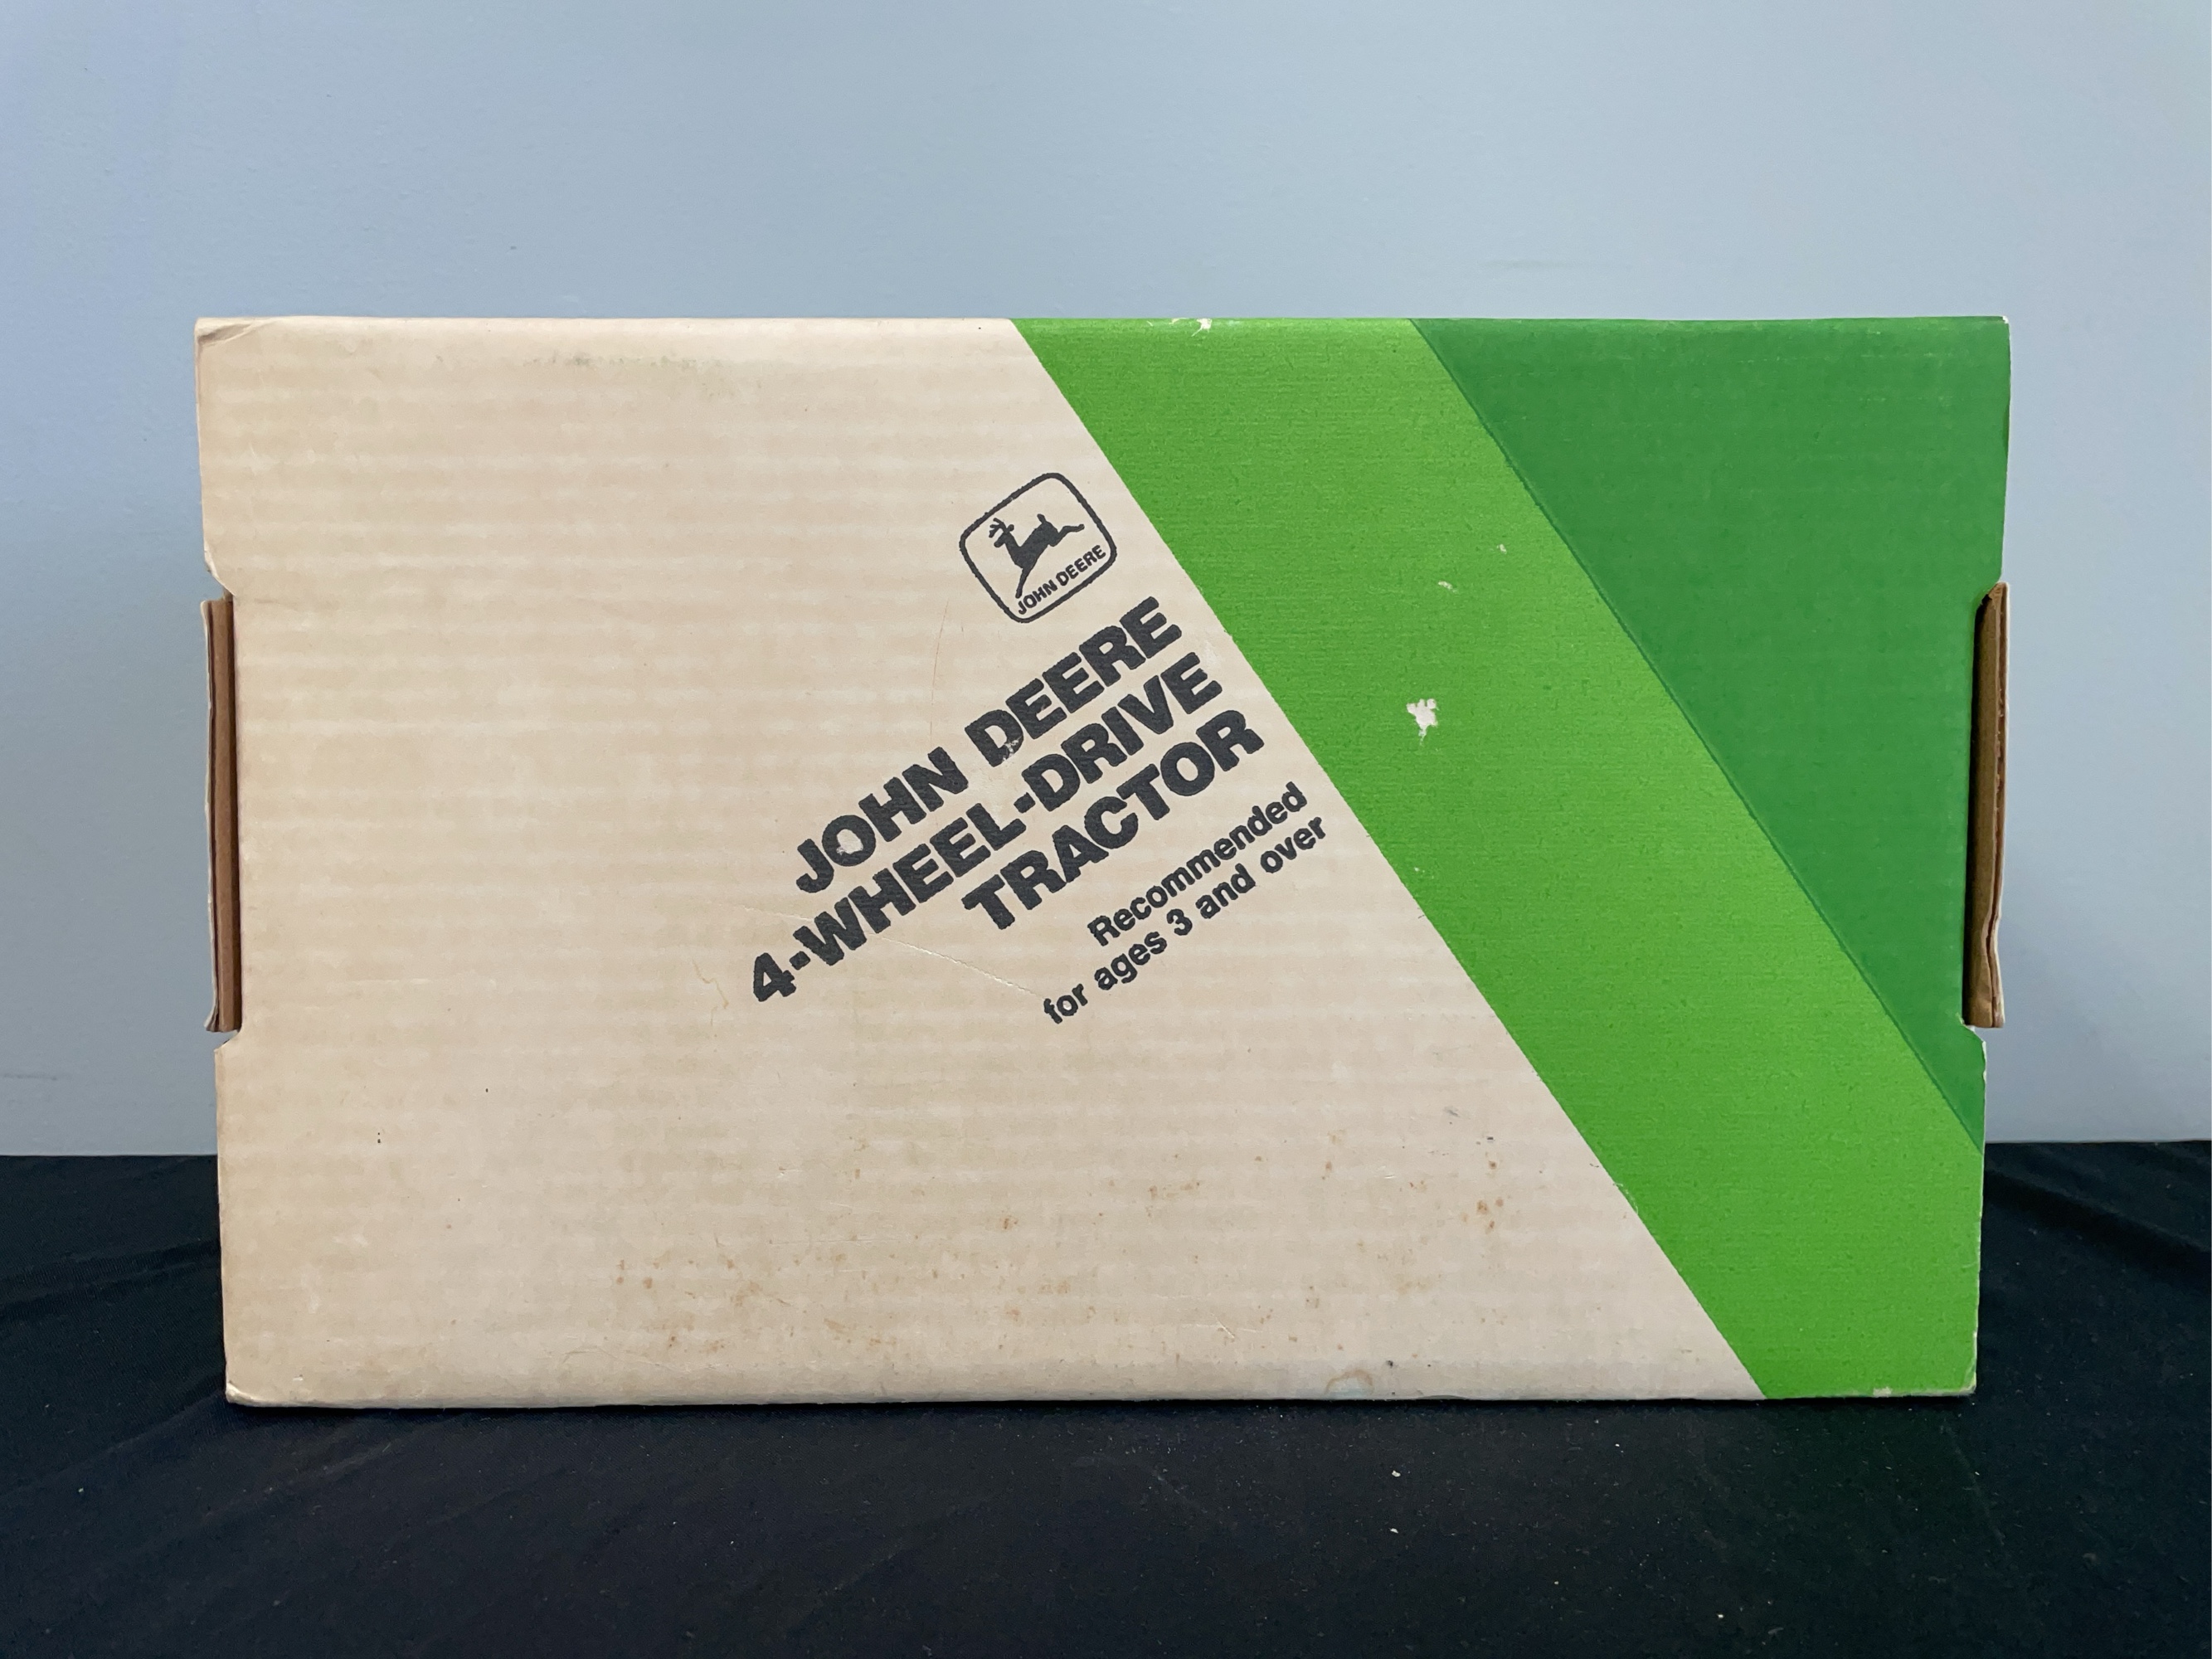 JOHN DEERE
JOHN DEERE
4-WHEEL-DRIVE
TRACTOR
Recommended
for ages 3 and over